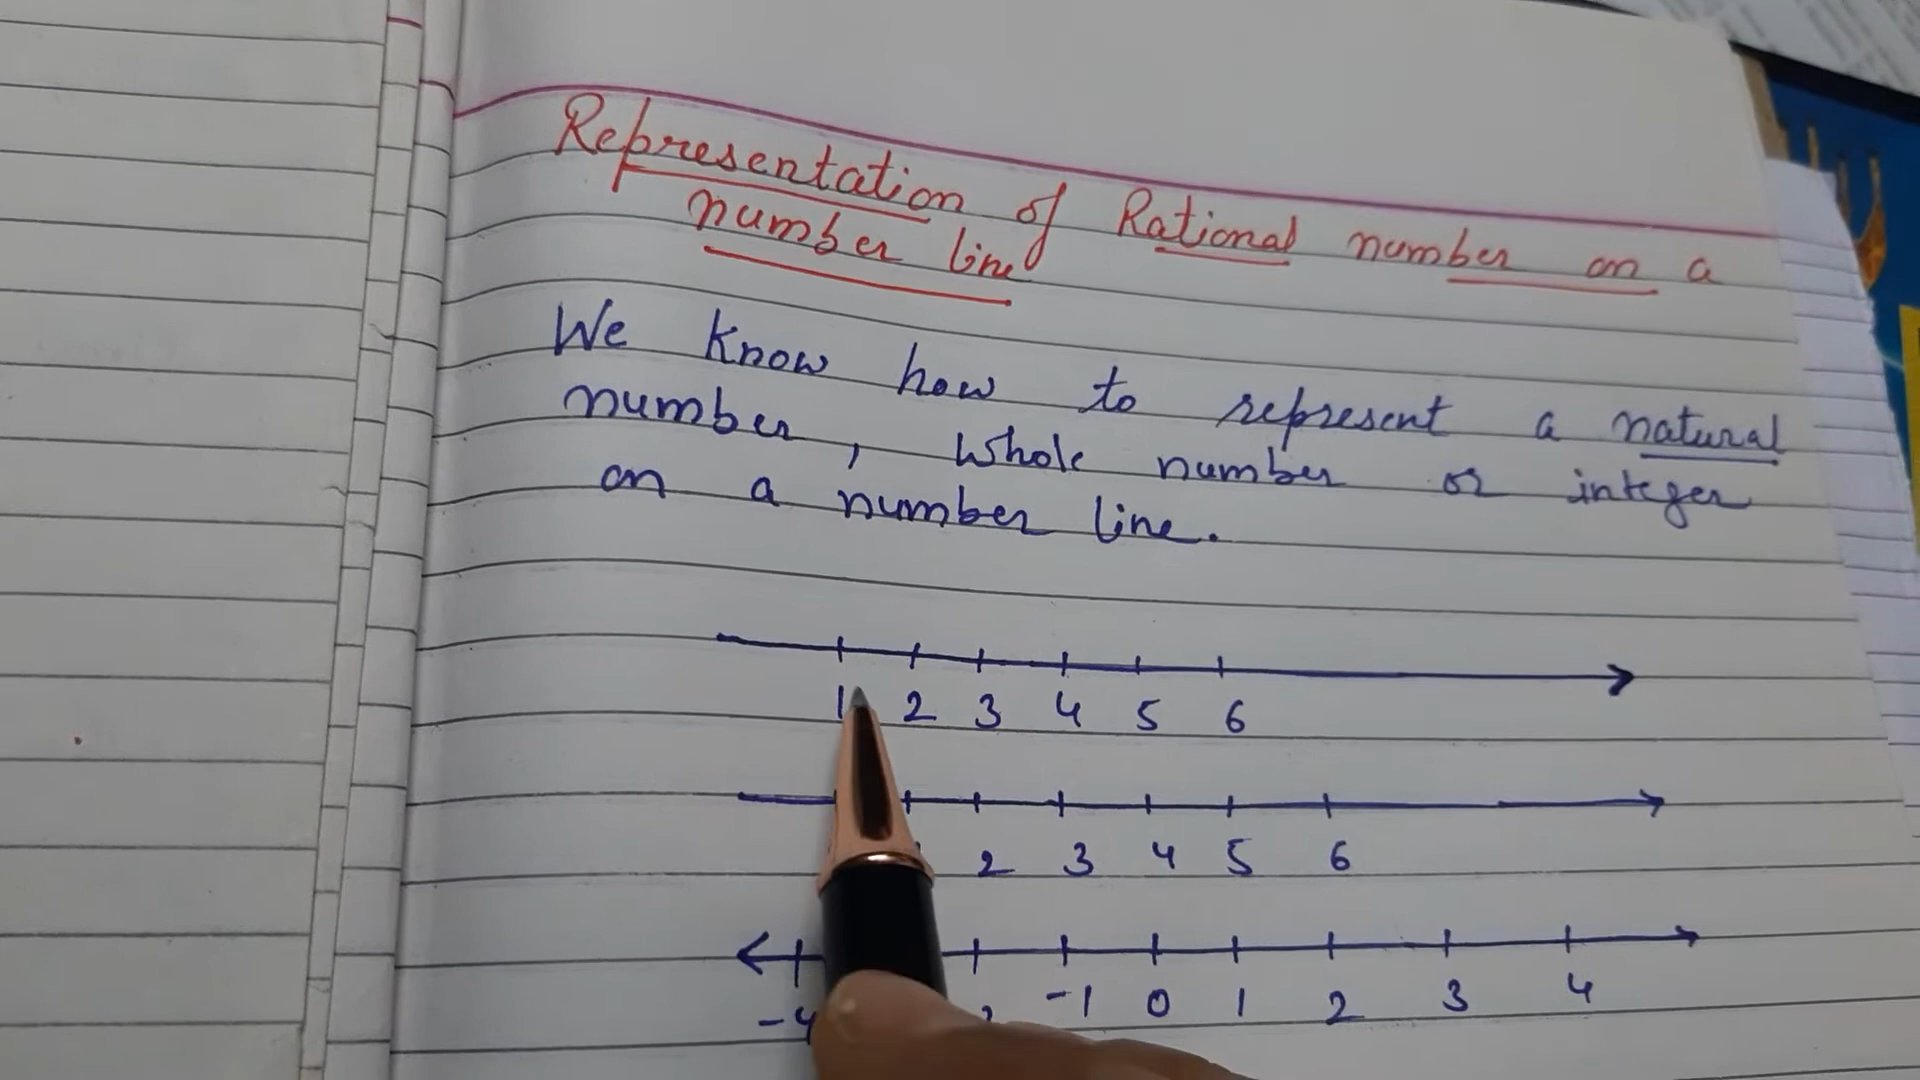 Representation of Rational number on a
number line
We know how to represent a natural
number, whole number or integer
on a number line.
1 2 3 4 5 6
2 3 4 5 6
-4 -1 0 1 2 3 4